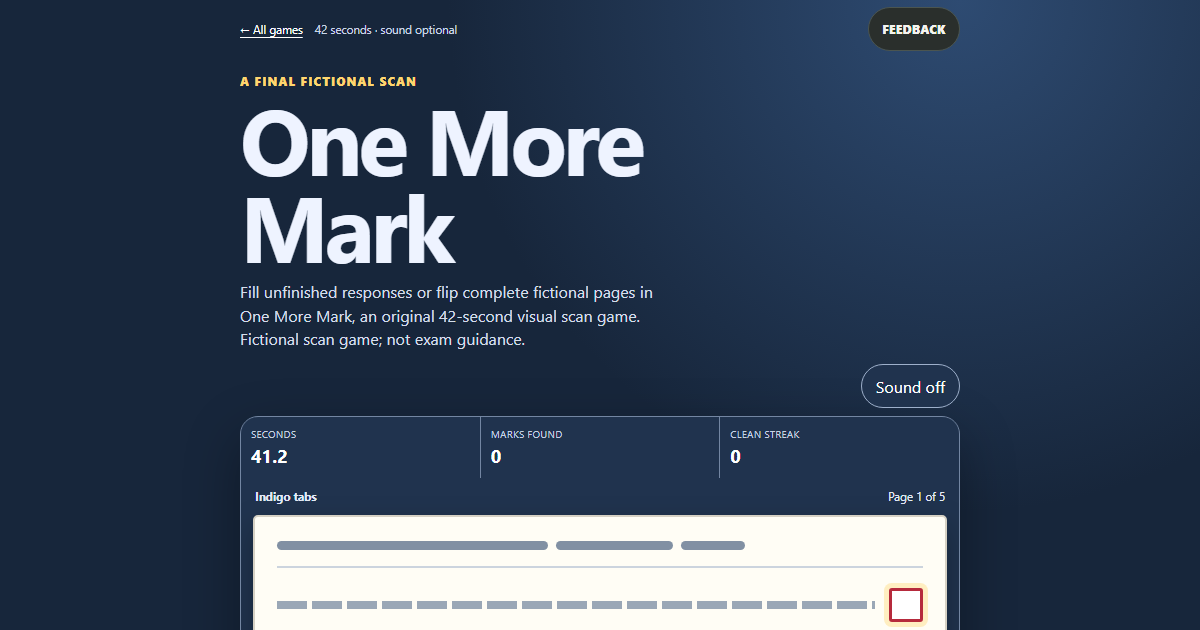 ← All games 42 seconds · sound optional FEEDBACK
A FINAL FICTIONAL SCAN
One More
Mark
Fill unfinished responses or flip complete fictional pages in
One More Mark, an original 42-second visual scan game.
Fictional scan game; not exam guidance.
Sound off
SECONDS MARKS FOUND CLEAN STREAK
41.2 0 0
Indigo tabs Page 1 of 5